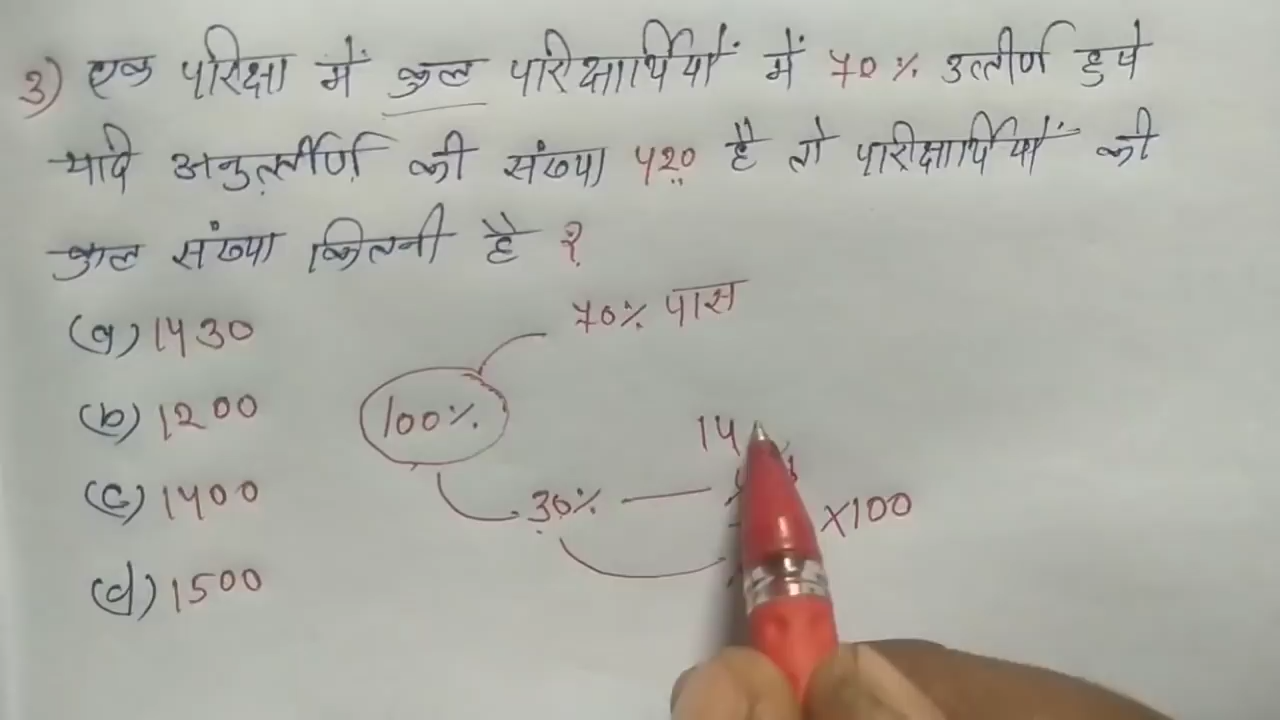 3) एक परिक्षा में कुल परिक्षार्थियों में 70% उत्तीर्ण हुये
यदि अनुत्तीर्ण की संख्या 420 है तो परीक्षार्थियों की
कुल संख्या कितनी है ?
(a) 1430
70% पास
(b) 1200
100%
14
(c) 1400
30%
×100
(d) 1500